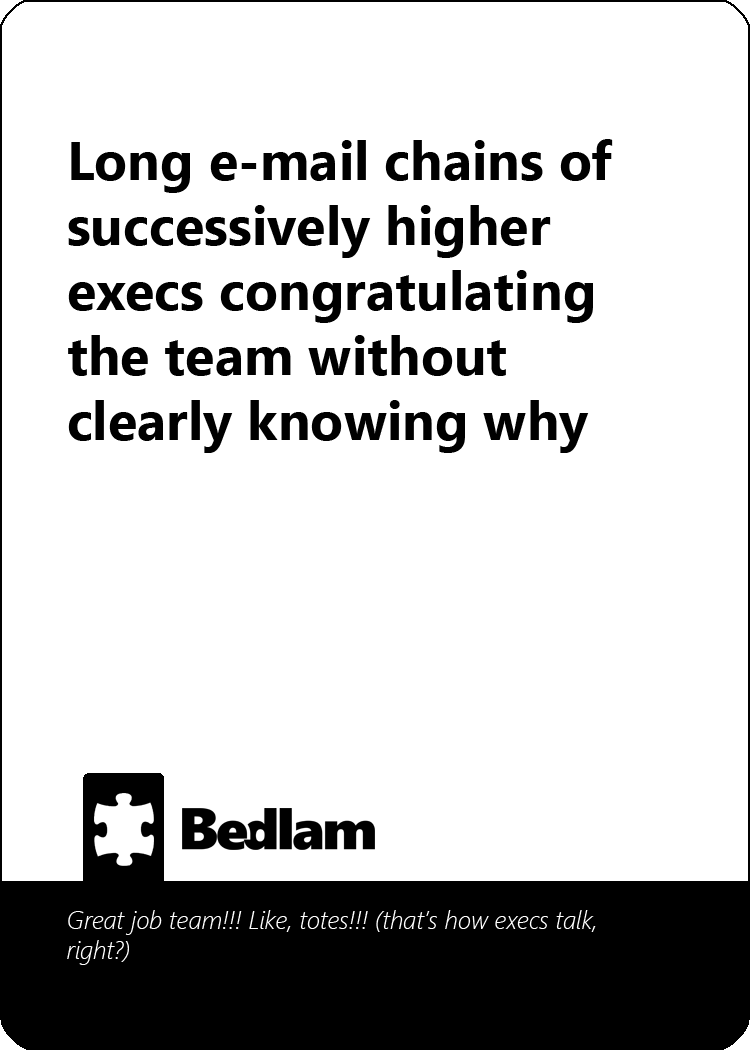 Long e-mail chains of
successively higher
execs congratulating
the team without
clearly knowing why
Bedlam
Great job team!!! Like, totes!!! (that's how execs talk,
right?)